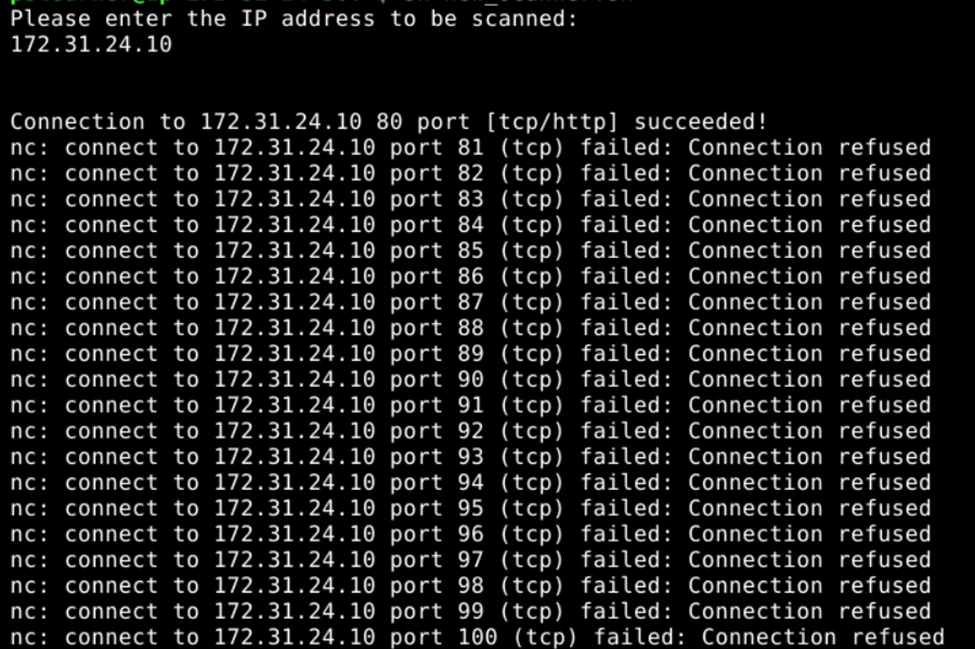 Please enter the IP address to be scanned:
172.31.24.10
Connection to 172.31.24.10 80 port [tcp/http] succeeded!
nc: connect to 172.31.24.10 port 81 (tcp) failed: Connection refused
nc: connect to 172.31.24.10 port 82 (tcp) failed: Connection refused
nc: connect to 172.31.24.10 port 83 (tcp) failed: Connection refused
nc: connect to 172.31.24.10 port 84 (tcp) failed: Connection refused
nc: connect to 172.31.24.10 port 85 (tcp) failed: Connection refused
nc: connect to 172.31.24.10 port 86 (tcp) failed: Connection refused
nc: connect to 172.31.24.10 port 87 (tcp) failed: Connection refused
nc: connect to 172.31.24.10 port 88 (tcp) failed: Connection refused
nc: connect to 172.31.24.10 port 89 (tcp) failed: Connection refused
nc: connect to 172.31.24.10 port 90 (tcp) failed: Connection refused
nc: connect to 172.31.24.10 port 91 (tcp) failed: Connection refused
nc: connect to 172.31.24.10 port 92 (tcp) failed: Connection refused
nc: connect to 172.31.24.10 port 93 (tcp) failed: Connection refused
nc: connect to 172.31.24.10 port 94 (tcp) failed: Connection refused
nc: connect to 172.31.24.10 port 95 (tcp) failed: Connection refused
nc: connect to 172.31.24.10 port 96 (tcp) failed: Connection refused
nc: connect to 172.31.24.10 port 97 (tcp) failed: Connection refused
nc: connect to 172.31.24.10 port 98 (tcp) failed: Connection refused
nc: connect to 172.31.24.10 port 99 (tcp) failed: Connection refused
nc: connect to 172.31.24.10 port 100 (tcp) failed: Connection refused